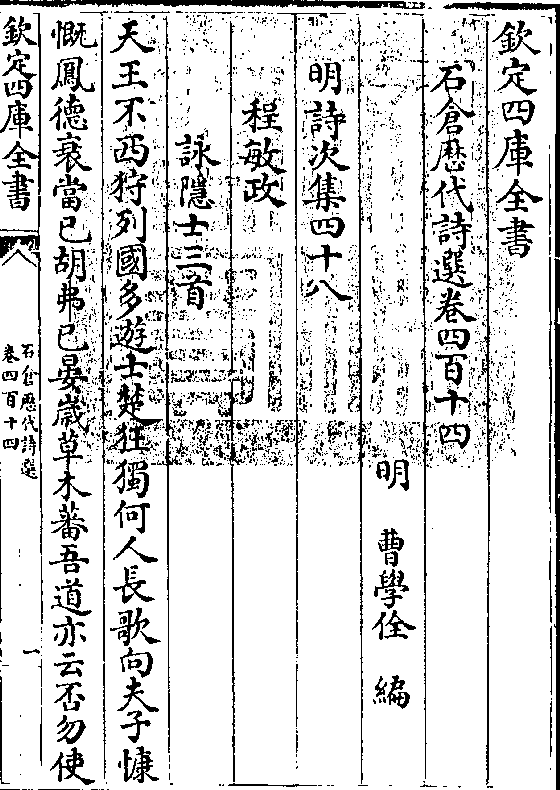 欽定四庫全書
石倉歴代詩選卷四百十四
明 曹學佺 編
明詩次集四十八
程敏政
詠隱士三首
天王不西狩列國多遊士楚狂獨何人長歌向夫子慷
慨鳳德衰當已胡弗已晏歲草木蕃吾道亦云否勿使
欽定四庫全書
石倉歴代詩選
卷四百十四
一